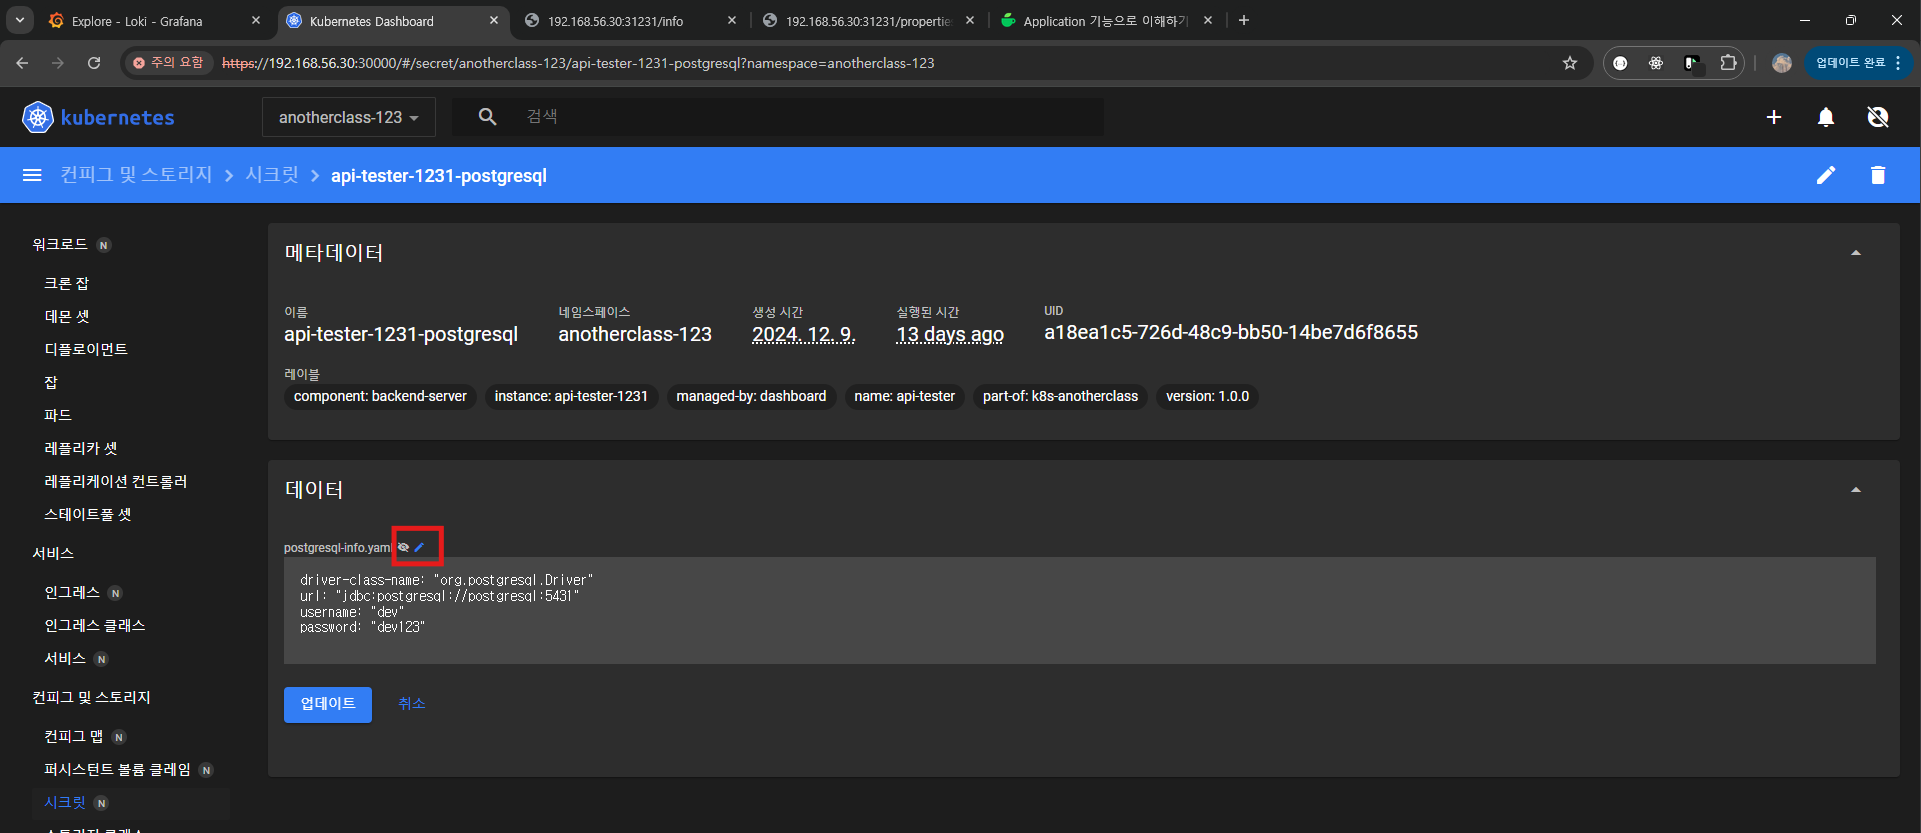 Explore - Loki - Grafana
Kubernetes Dashboard
192.168.56.30:31231/info
192.168.56.30:31231/propertie
Application 기능으로 이해하기
주의 요함
https://192.168.56.30:30000/#/secret/anotherclass-123/api-tester-1231-postgresql?namespace=anotherclass-123
업데이트 완료
kubernetes
anotherclass-123
검색
컨피그 및 스토리지
시크릿
api-tester-1231-postgresql
워크로드 N
크론 잡
데몬 셋
디플로이먼트
잡
파드
레플리카 셋
레플리케이션 컨트롤러
스테이트풀 셋
서비스
인그레스 N
인그레스 클래스
서비스 N
컨피그 및 스토리지
컨피그 맵 N
퍼시스턴트 볼륨 클레임 N
시크릿 N
메타데이터
이름
api-tester-1231-postgresql
네임스페이스
anotherclass-123
생성 시간
2024. 12. 9.
실행된 시간
13 days ago
UID
a18ea1c5-726d-48c9-bb50-14be7d6f8655
레이블
component: backend-server
instance: api-tester-1231
managed-by: dashboard
name: api-tester
part-of: k8s-anotherclass
version: 1.0.0
데이터
postgresql-info.yaml
driver-class-name: "org.postgresql.Driver"
url: "jdbc:postgresql://postgresql:5431"
username: "dev"
password: "dev123"
업데이트
취소